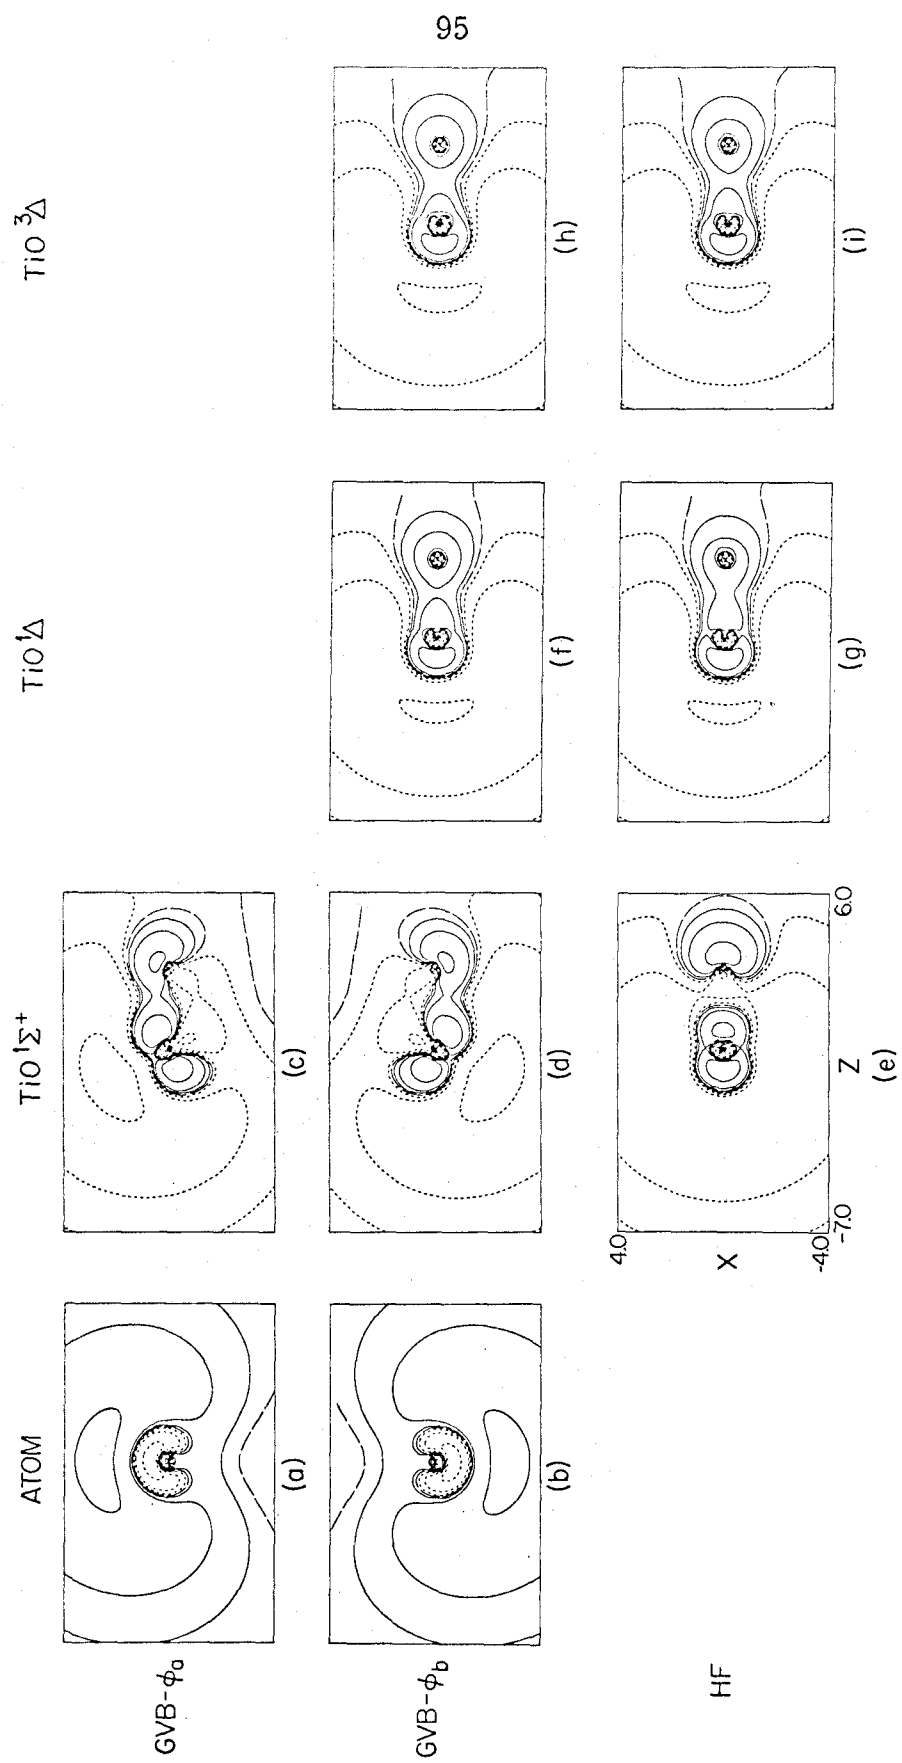 95
ATOM
TiO ¹Σ⁺
TiO ¹Δ
TiO ³Δ
GVB-ϕa
(a)
(c)
GVB-ϕb
(b)
(d)
(f)
(h)
HF
4.0
X
-4.0
-7.0
Z
6.0
(e)
(g)
(i)